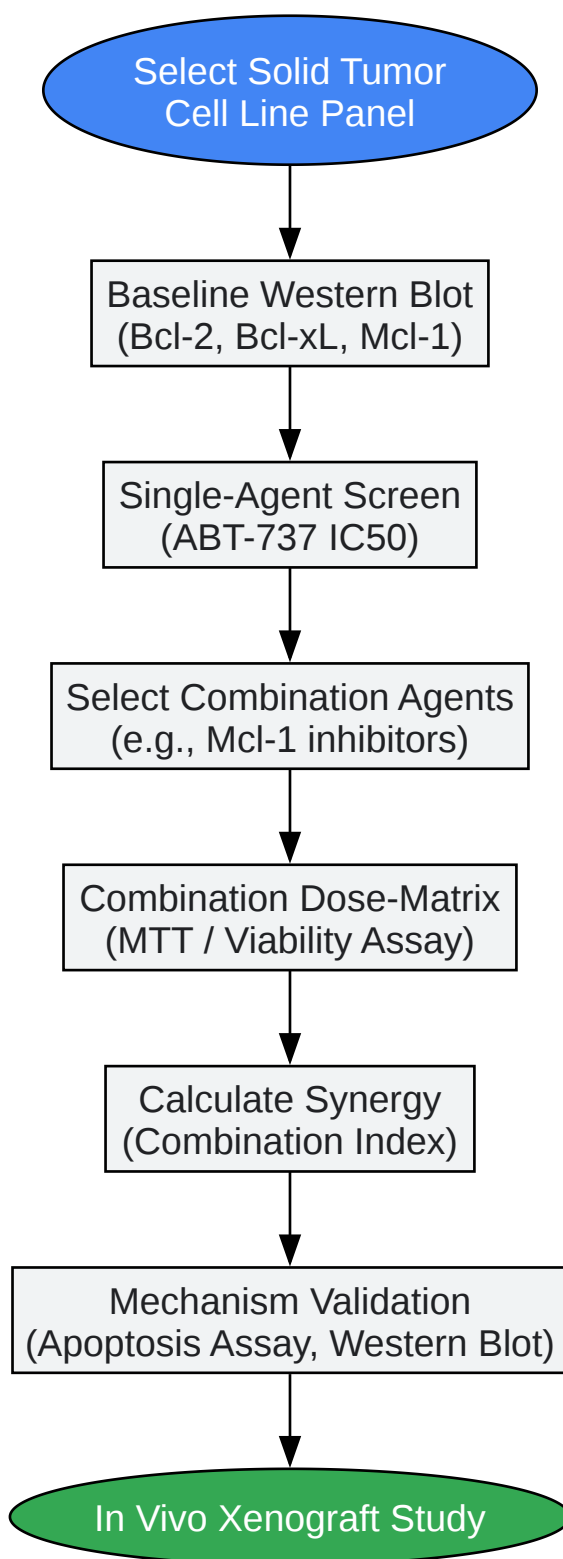 Select Solid Tumor
Cell Line Panel
Baseline Western Blot
(Bcl-2, Bcl-xL, Mcl-1)
Single-Agent Screen
(ABT-737 IC50)
Select Combination Agents
(e.g., Mcl-1 inhibitors)
Combination Dose-Matrix
(MTT / Viability Assay)
Calculate Synergy
(Combination Index)
Mechanism Validation
(Apoptosis Assay, Western Blot)
In Vivo Xenograft Study